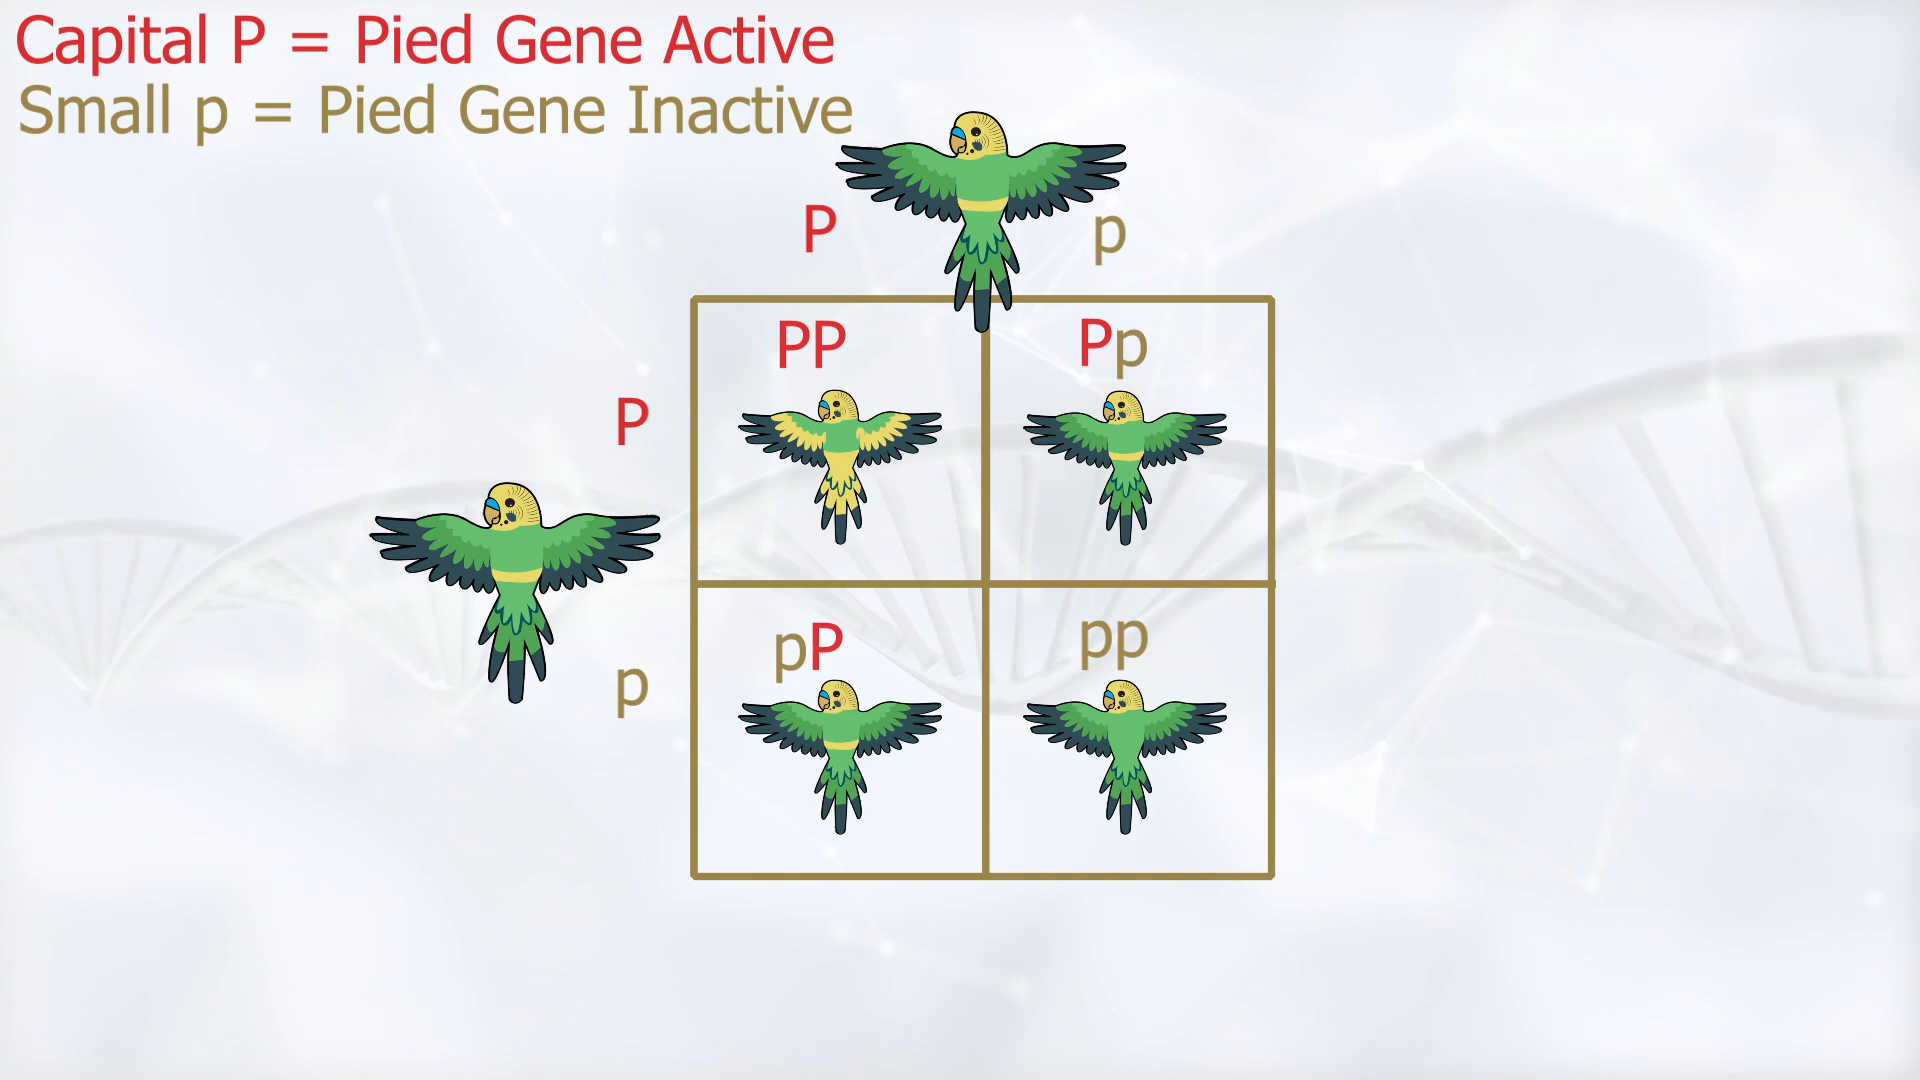 Capital P = Pied Gene Active
Small p = Pied Gene Inactive
P p
PP Pp
P
p
pP pp